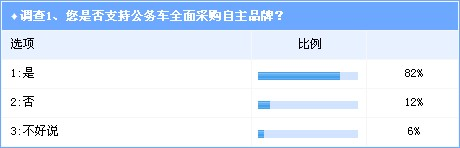 ♦调查1、您是否支持公务车全面采购自主品牌？
选项 比例
1:是 82%
2:否 12%
3:不好说 6%